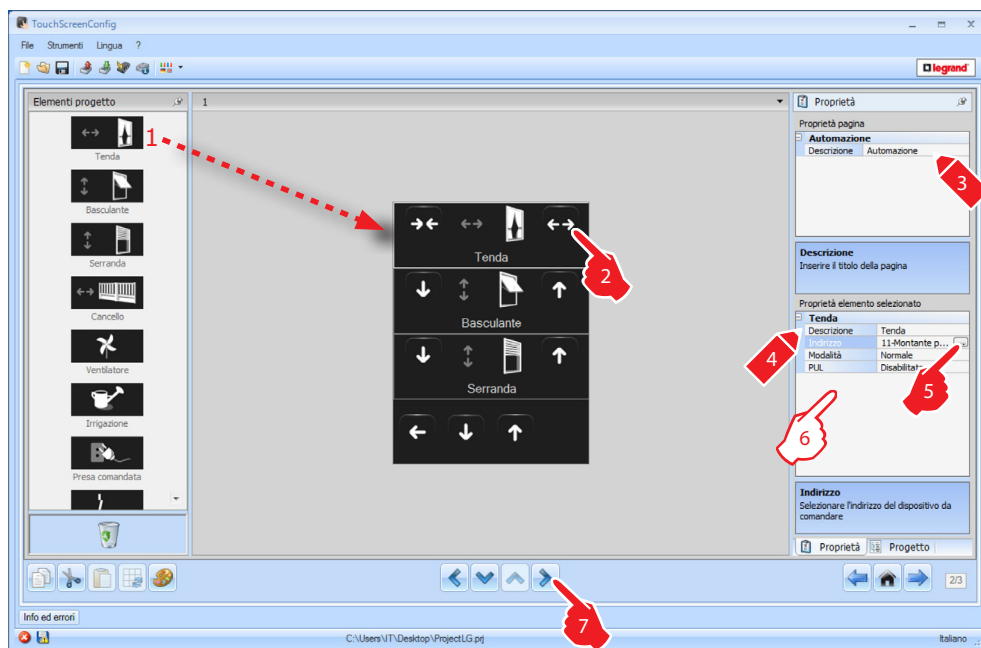 TouchScreenConfig
File Strumenti Lingua ?
legrand
Elementi progetto
Tenda
Basculante
Serranda
Cancello
Ventilatore
Irrigazione
Presa comandata
1
1
Tenda
2
Basculante
Serranda
Proprietà
Proprietà pagina
Automazione
Descrizione Automazione
3
Descrizione
Inserire il titolo della pagina
Proprietà elemento selezionato
Tenda
Descrizione Tenda
Indirizzo 11-Montante p... ...
Modalità Normale
PUL
4
5
6
Indirizzo
Selezionare l'indirizzo del dispositivo da
comandare
Proprietà Progetto
2/3
7
Info ed errori
C:\Users\IT\Desktop\ProjectLG.prj
Italiano